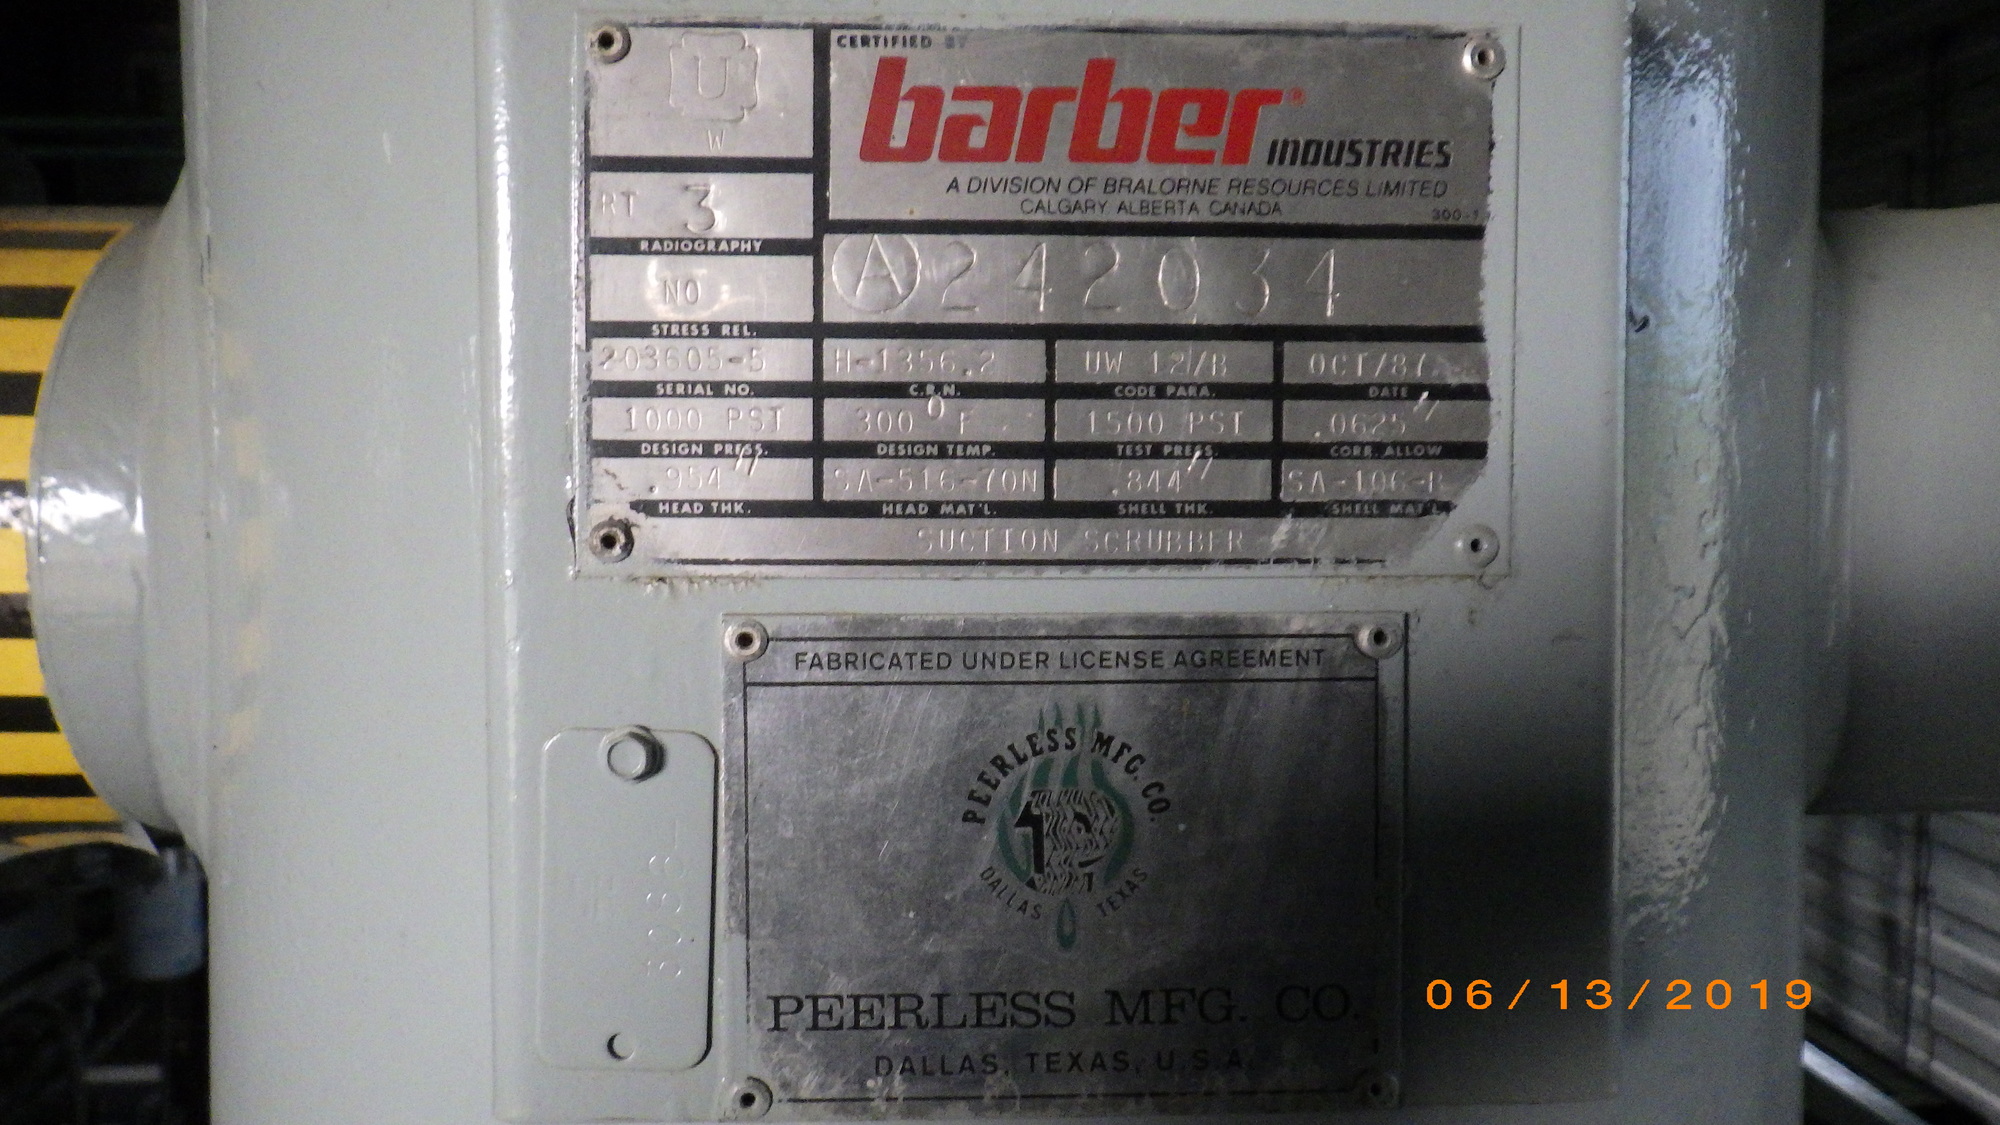 CERTIFIED BY
U
W
barber®
INDUSTRIES
A DIVISION OF BRALORNE RESOURCES LIMITED
CALGARY, ALBERTA CANADA
300-1
RT 3
RADIOGRAPHY
A 242034
NO
STRESS REL.
203605-5 H-1356.2 UW 12/B OCT/87
SERIAL NO. C.R.N. CODE PARA. DATE
1000 PSI 300 °F 1500 PSI .0625"
DESIGN PRESS. DESIGN TEMP. TEST PRESS. CORR. ALLOW
.954" SA-516-70N .844" SA-106-B
HEAD THK. HEAD MAT'L. SHELL THK. SHELL MAT'L.
SUCTION SCRUBBER
FABRICATED UNDER LICENSE AGREEMENT
PEERLESS MFG. CO.
DALLAS TEXAS
PEERLESS MFG. CO.
DALLAS, TEXAS, U.S.A.
06/13/2019